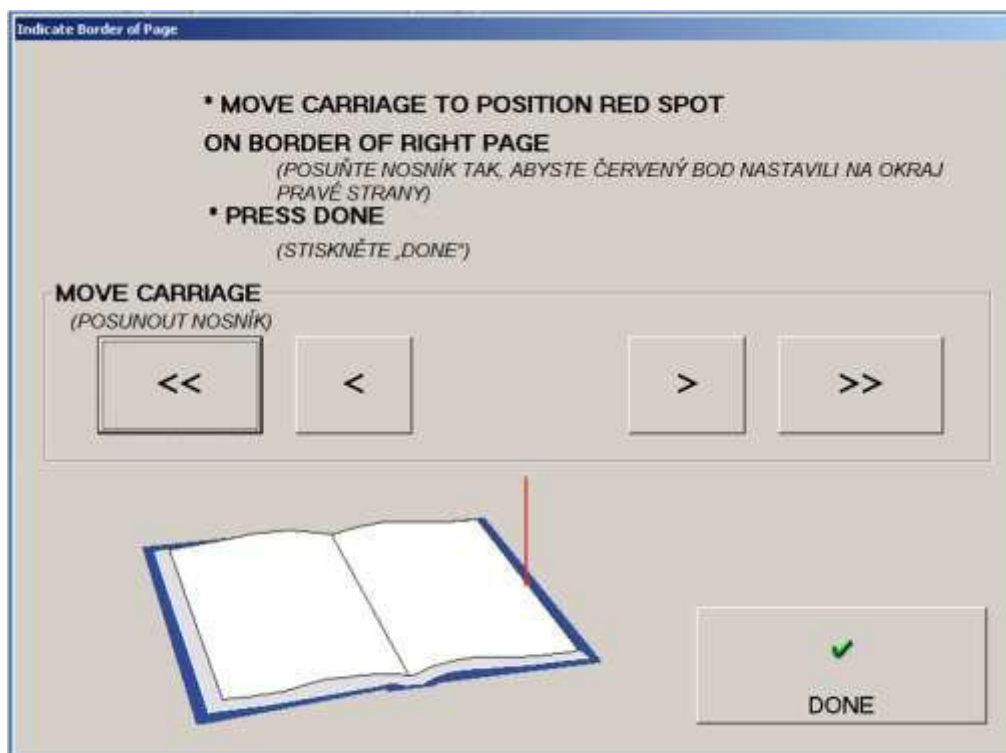 Indicate Border of Page
* MOVE CARRIAGE TO POSITION RED SPOT
ON BORDER OF RIGHT PAGE
(POSUŇTE NOSNÍK TAK, ABYSTE ČERVENÝ BOD NASTAVILI NA OKRAJ
PRAVÉ STRANY)
* PRESS DONE
(STISKNĚTE „DONE")
MOVE CARRIAGE
(POSUNOUT NOSNÍK)
<< < > >>
DONE